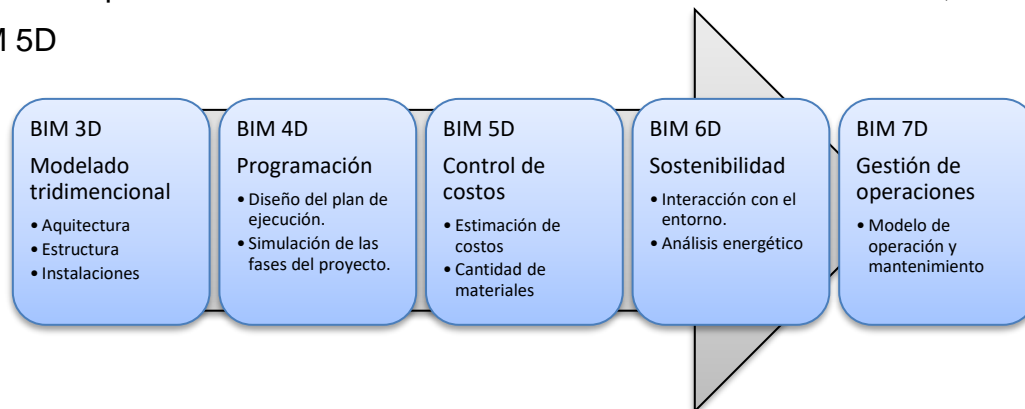 M 5D
BIM 3D
Modelado
tridimencional
• Aquitectura
• Estructura
• Instalaciones
BIM 4D
Programación
• Diseño del plan de
ejecución.
• Simulación de las
fases del proyecto.
BIM 5D
Control de
costos
• Estimación de
costos
• Cantidad de
materiales
BIM 6D
Sostenibilidad
• Interacción con el
entorno.
• Análisis energético
BIM 7D
Gestión de
operaciones
• Modelo de
operación y
mantenimiento